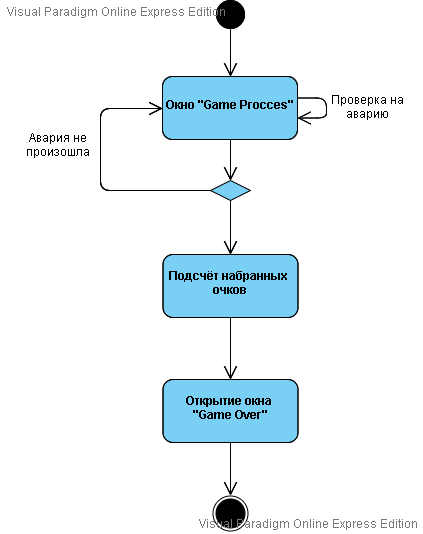 Visual Paradigm Online Express Edition
Окно "Game Procces"
Проверка на
аварию
Авария не
произошла
Подсчёт набранных
очков
Открытие окна
"Game Over"
Visual Paradigm Online Express Edition